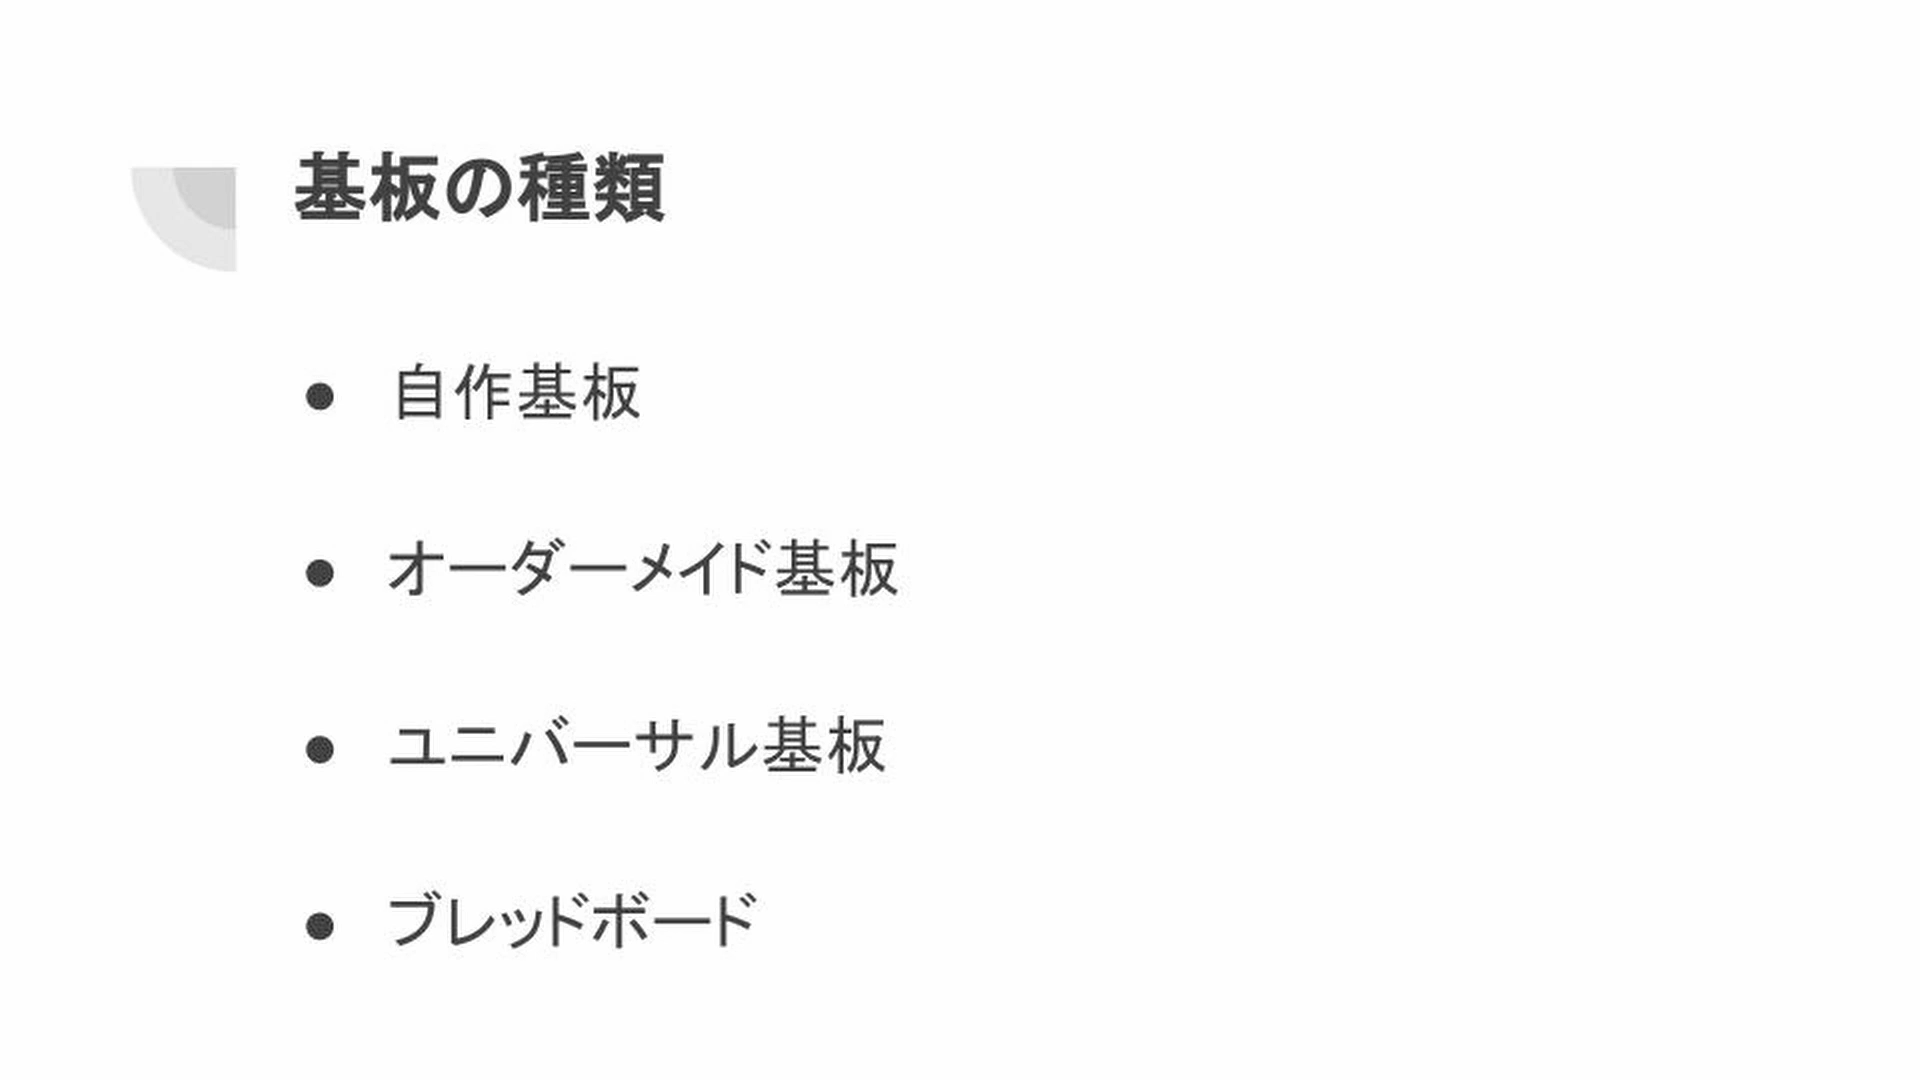 基板の種類
● 自作基板
● オーダーメイド基板
● ユニバーサル基板
● ブレッドボード